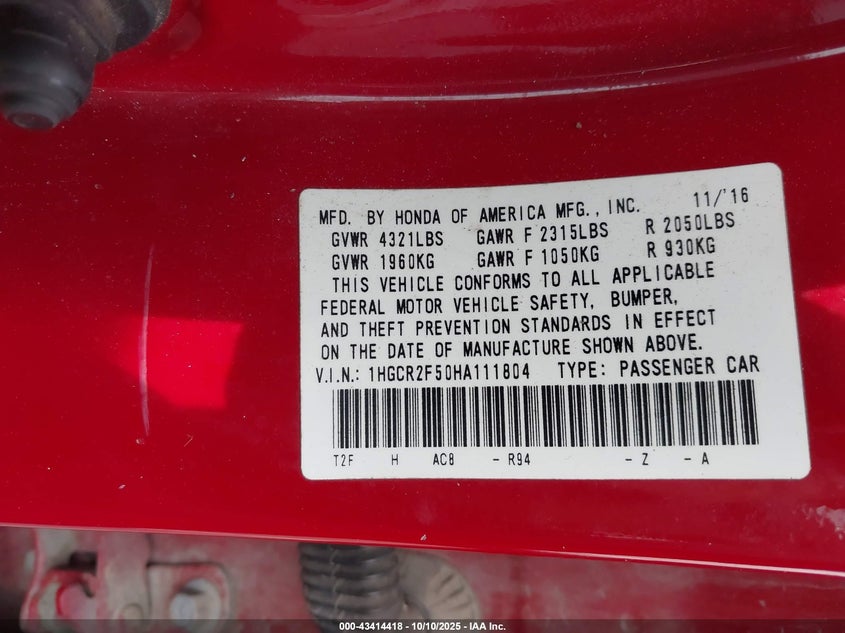 MFD. BY HONDA OF AMERICA MFG., INC. 11/'16
GVWR 4321LBS GAWR F 2315LBS R 2050LBS
GVWR 1960KG GAWR F 1050KG R 930KG
THIS VEHICLE CONFORMS TO ALL APPLICABLE
FEDERAL MOTOR VEHICLE SAFETY, BUMPER,
AND THEFT PREVENTION STANDARDS IN EFFECT
ON THE DATE OF MANUFACTURE SHOWN ABOVE.
V.I.N.: 1HGCR2F50HA111804 TYPE: PASSENGER CAR
T2F H AC8 - R94 - Z - A
000-43414418 - 10/10/2025 - IAA Inc.